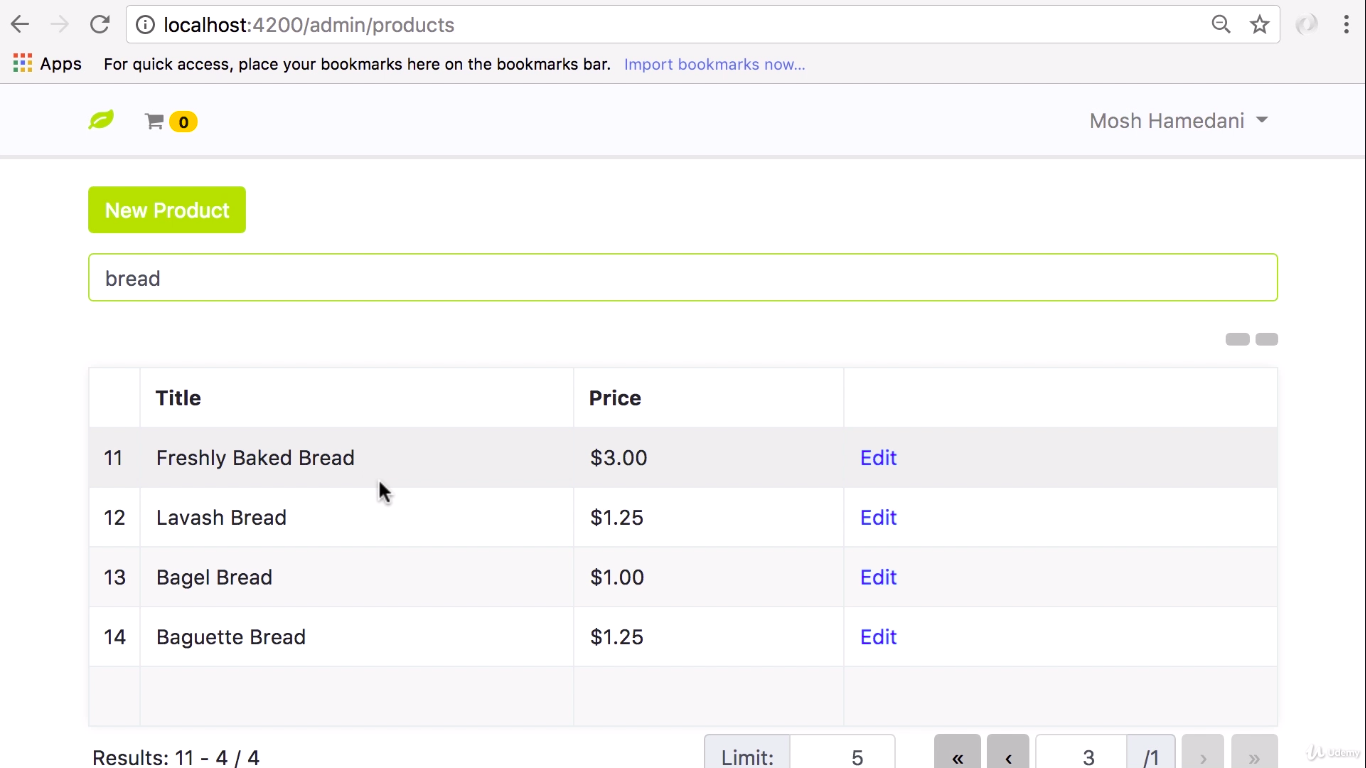 localhost:4200/admin/products
Apps For quick access, place your bookmarks here on the bookmarks bar. Import bookmarks now...
0 Mosh Hamedani
New Product
bread
Title Price
11 Freshly Baked Bread $3.00 Edit
12 Lavash Bread $1.25 Edit
13 Bagel Bread $1.00 Edit
14 Baguette Bread $1.25 Edit
Results: 11 - 4 / 4 Limit: 5 « ‹ 3 /1 › »
Udemy